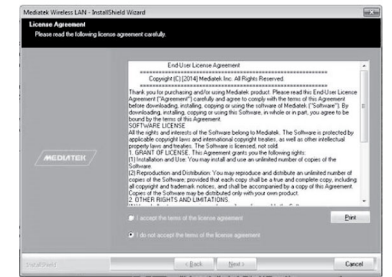 Mediatek Wireless LAN - InstallShield Wizard
License Agreement
Please read the following license agreement carefully.
End-User License Agreement
Copyright (C) [2014] Mediatek Inc. All Rights Reserved.
Thank you for purchasing and/or using Mediatek product. Please read this End-User License
Agreement ("Agreement") carefully and agree to comply with the terms of this Agreement
before downloading, installing, copying or using the software of Mediatek ("Software"). By
downloading, installing, copying or using this Software, in whole or in part, you agree to be
bound by the terms of this Agreement.
SOFTWARE LICENSE
All the rights and interests of the Software belong to Mediatek. The Software is protected by
applicable copyright laws and international copyright treaties, as well as other intellectual
property laws and treaties. The Software is licensed, not sold.
1. GRANT OF LICENSE. This Agreement grants you the following rights:
(1) Installation and Use. You may install and use an unlimited number of copies of the
Software.
(2) Reproduction and Distribution. You may reproduce and distribute an unlimited number of
copies of the Software; provided that each copy shall be a true and complete copy, including
all copyright and trademark notices, and shall be accompanied by a copy of this Agreement.
Copies of the Software may be distributed only with your own product.
2. OTHER RIGHTS AND LIMITATIONS
MEDIATEK
I accept the terms of the license agreement
Print
I do not accept the terms of the license agreement
InstallShield
< Back
Next >
Cancel